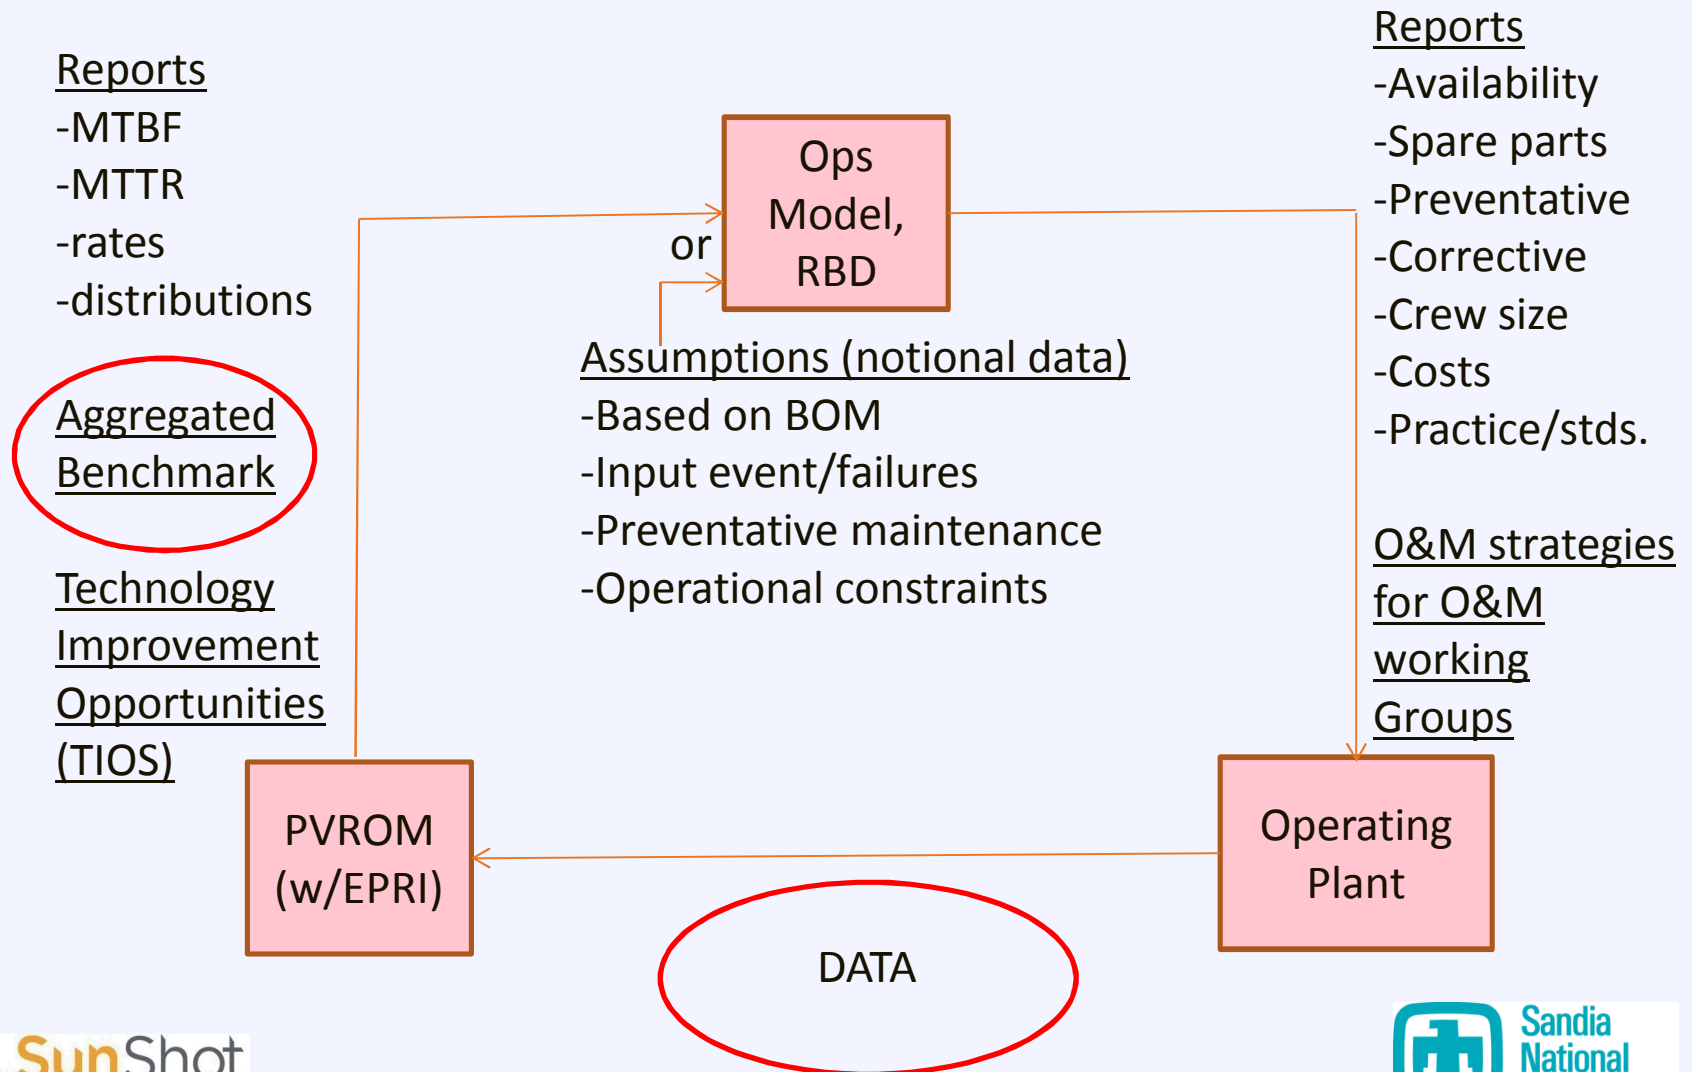 Reports
-MTBF
-MTTR
-rates
-distributions
Aggregated
Benchmark
Technology
Improvement
Opportunities
(TIOS)
Ops
Model,
RBD
or
Assumptions (notional data)
-Based on BOM
-Input event/failures
-Preventative maintenance
-Operational constraints
Reports
-Availability
-Spare parts
-Preventative
-Corrective
-Crew size
-Costs
-Practice/stds.
O&M strategies
for O&M
working
Groups
PVROM
(w/EPRI)
Operating
Plant
DATA
SunShot
Sandia
National